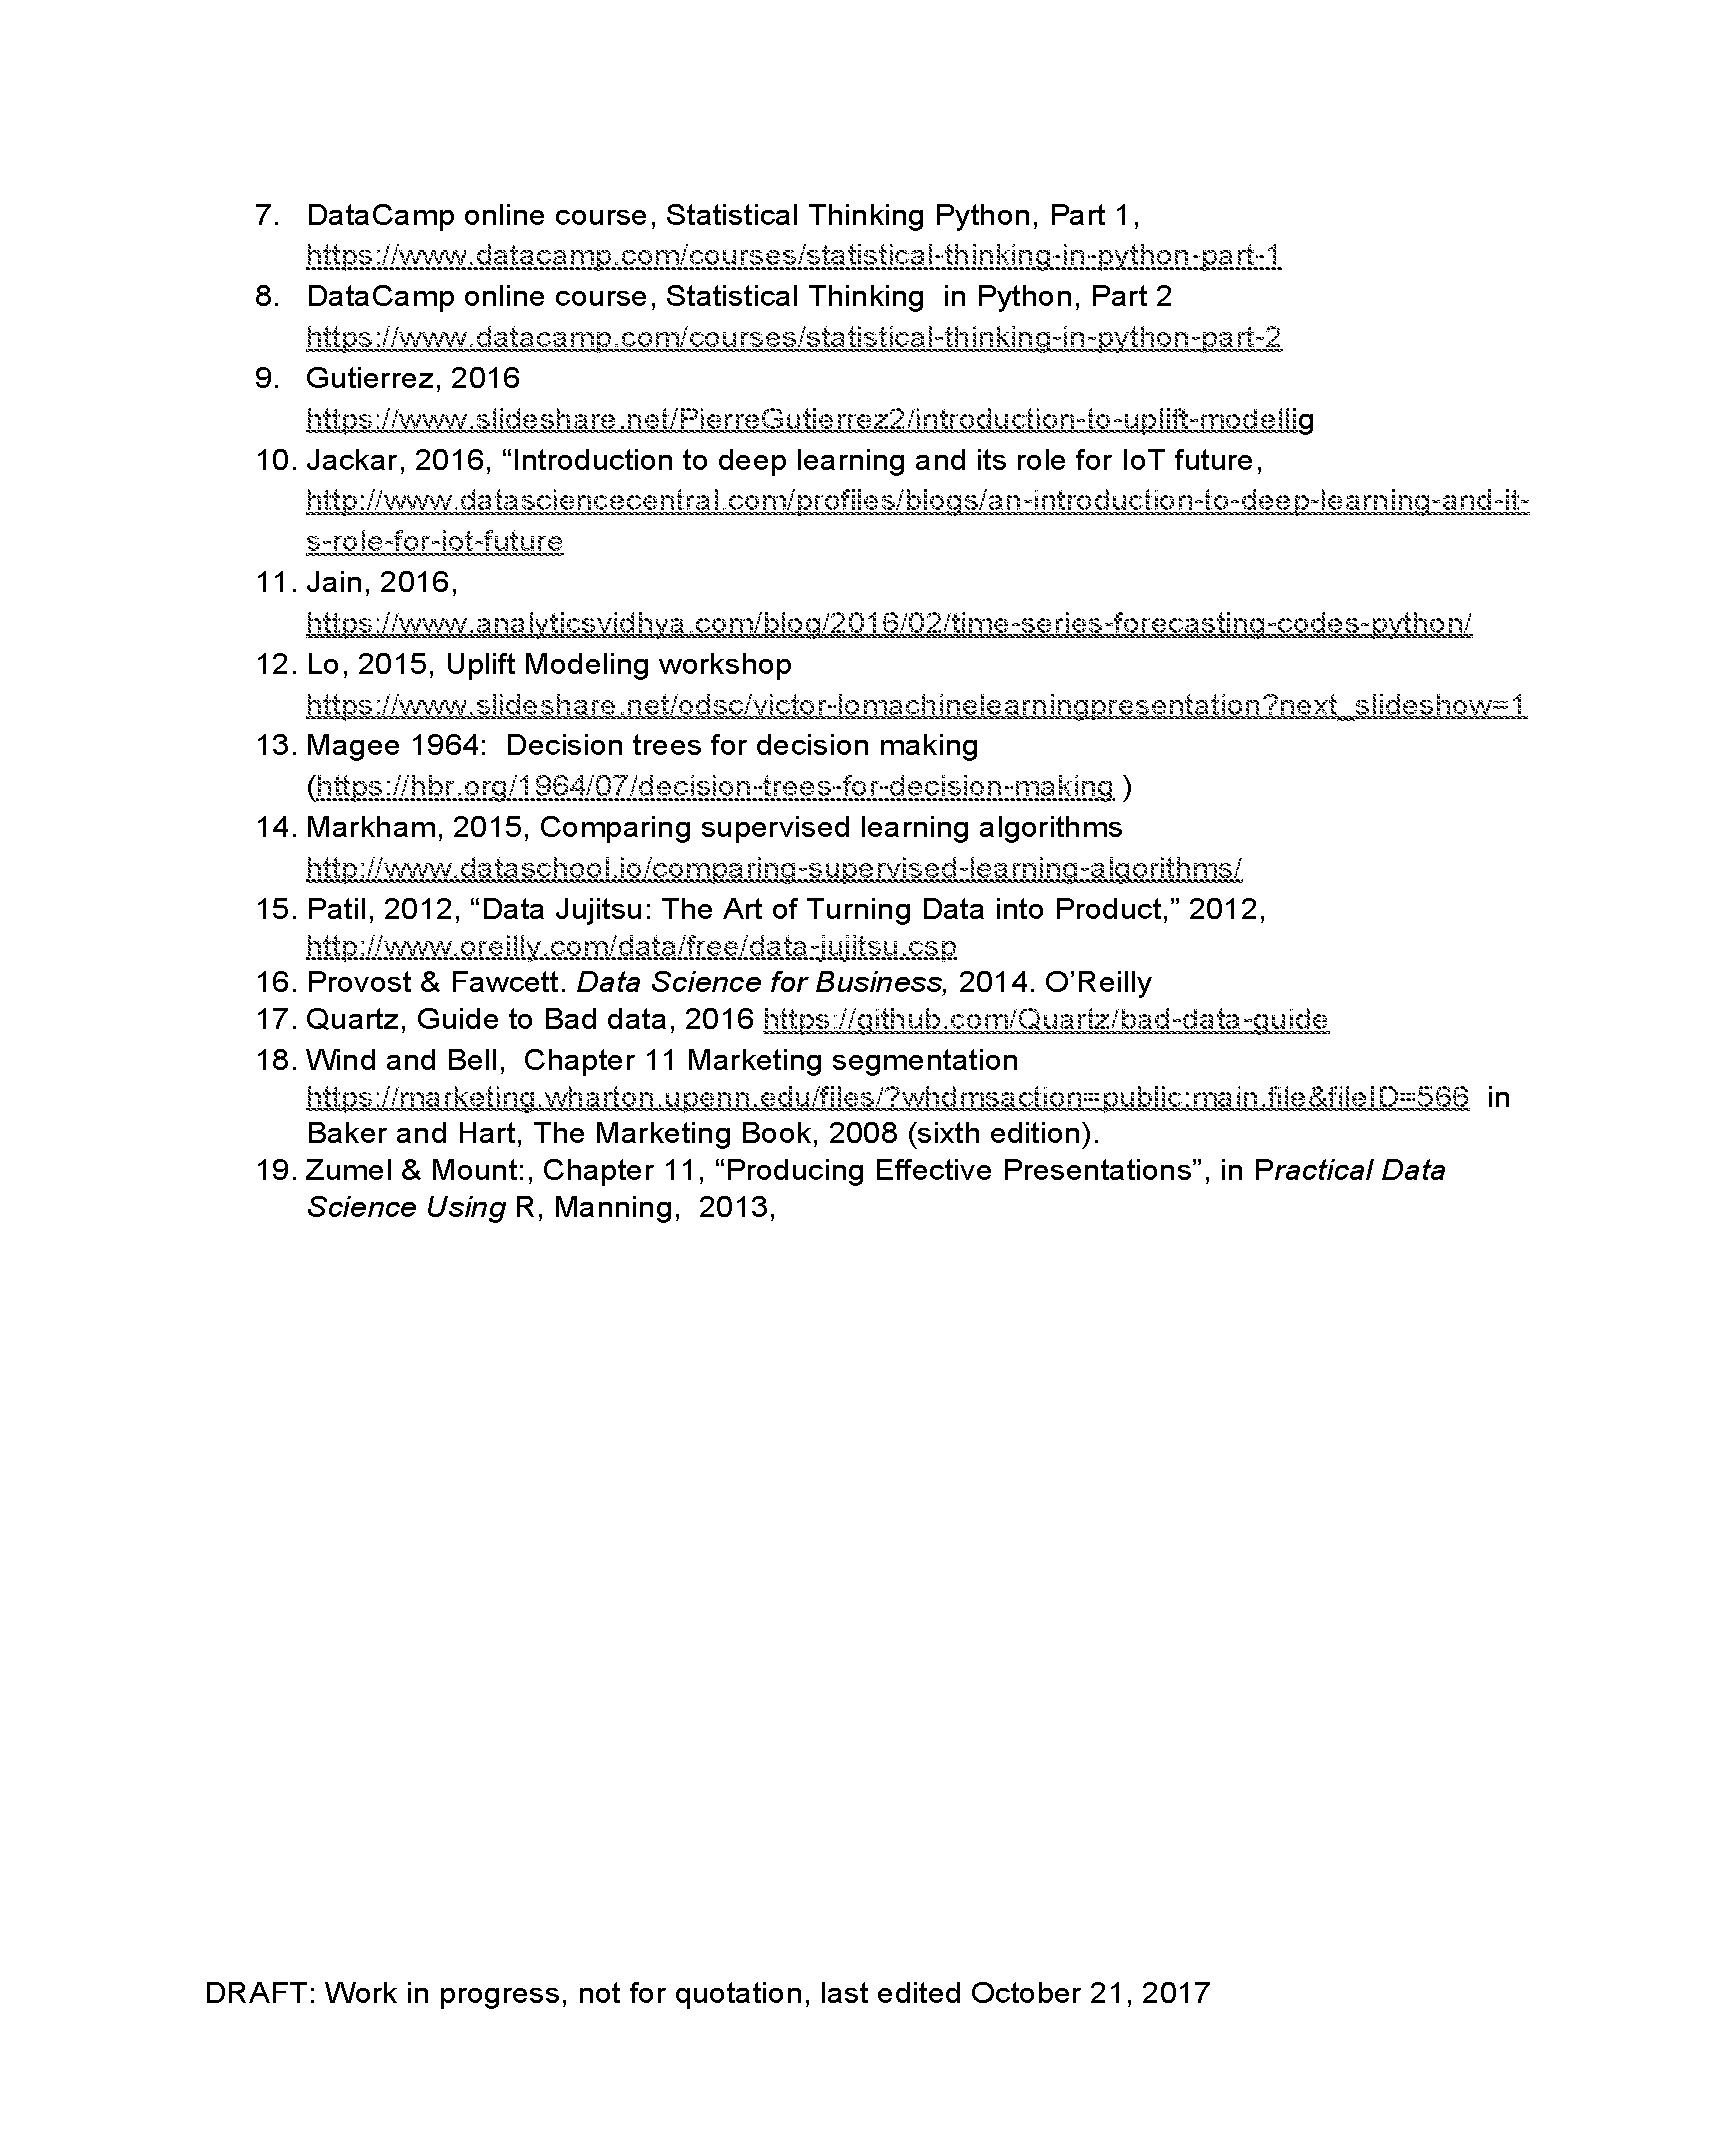 7. DataCamp online course, Statistical Thinking Python, Part 1,
https://www.datacamp.com/courses/statistical-thinking-in-python-part-1
8. DataCamp online course, Statistical Thinking  in Python, Part 2
https://www.datacamp.com/courses/statistical-thinking-in-python-part-2
9. Gutierrez, 2016
https://www.slideshare.net/PierreGutierrez2/introduction-to-uplift-modellig
10. Jackar, 2016, “Introduction to deep learning and its role for IoT future,
http://www.datasciencecentral.com/profiles/blogs/an-introduction-to-deep-learning-and-it-
s-role-for-iot-future
11. Jain, 2016,
https://www.analyticsvidhya.com/blog/2016/02/time-series-forecasting-codes-python/
12. Lo, 2015, Uplift Modeling workshop
https://www.slideshare.net/odsc/victor-lomachinelearningpresentation?next_slideshow=1
13. Magee 1964:  Decision trees for decision making
(https://hbr.org/1964/07/decision-trees-for-decision-making )
14. Markham, 2015, Comparing supervised learning algorithms
http://www.dataschool.io/comparing-supervised-learning-algorithms/
15. Patil, 2012, “Data Jujitsu: The Art of Turning Data into Product,” 2012,
http://www.oreilly.com/data/free/data-jujitsu.csp
16. Provost & Fawcett. Data Science for Business, 2014. O’Reilly
17. Quartz, Guide to Bad data, 2016 https://github.com/Quartz/bad-data-guide
18. Wind and Bell,  Chapter 11 Marketing segmentation
https://marketing.wharton.upenn.edu/files/?whdmsaction=public:main.file&fileID=566  in
Baker and Hart, The Marketing Book, 2008 (sixth edition).
19. Zumel & Mount:, Chapter 11, “Producing Effective Presentations”, in Practical Data
Science Using R, Manning,  2013,
DRAFT: Work in progress, not for quotation, last edited October 21, 2017